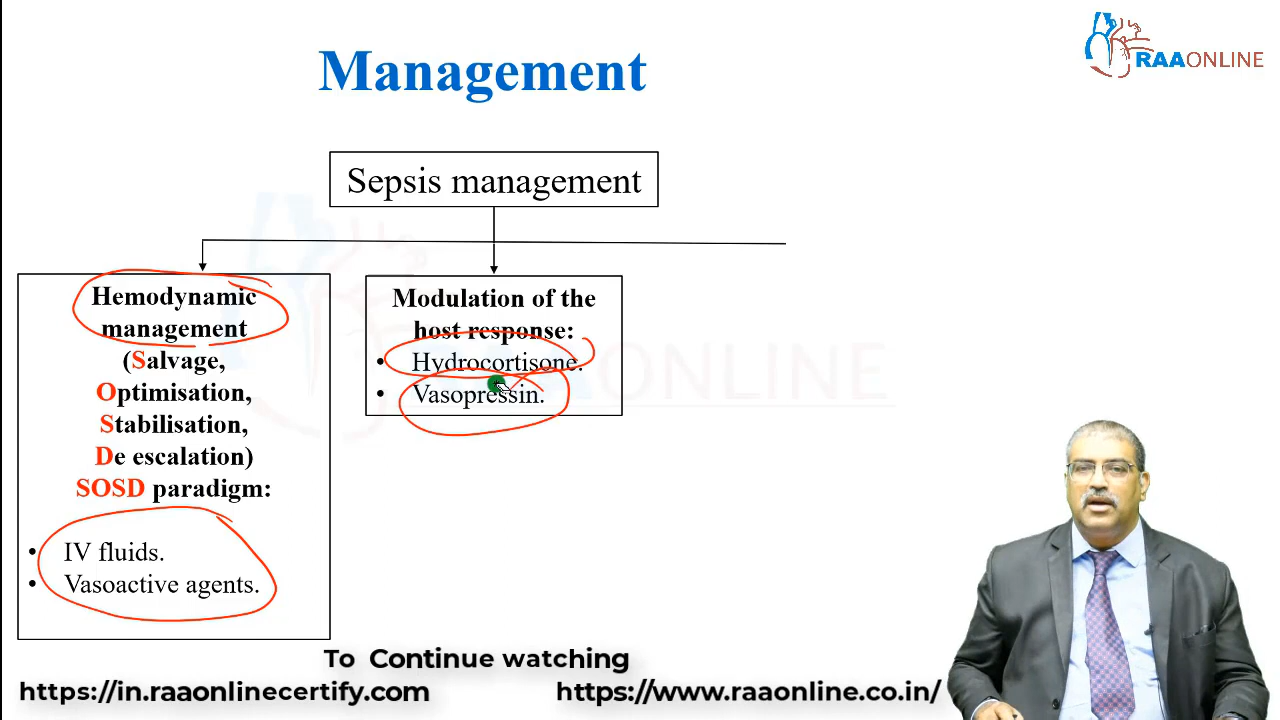 Management
RAAONLINE
Sepsis management
Hemodynamic
management
(Salvage,
Optimisation,
Stabilisation,
De escalation)
SOSD paradigm:
• IV fluids.
• Vasoactive agents.
Modulation of the
host response:
• Hydrocortisone.
• Vasopressin.
ONLINE
To Continue watching
https://in.raaonlinecertify.com
https://www.raaonline.co.in/